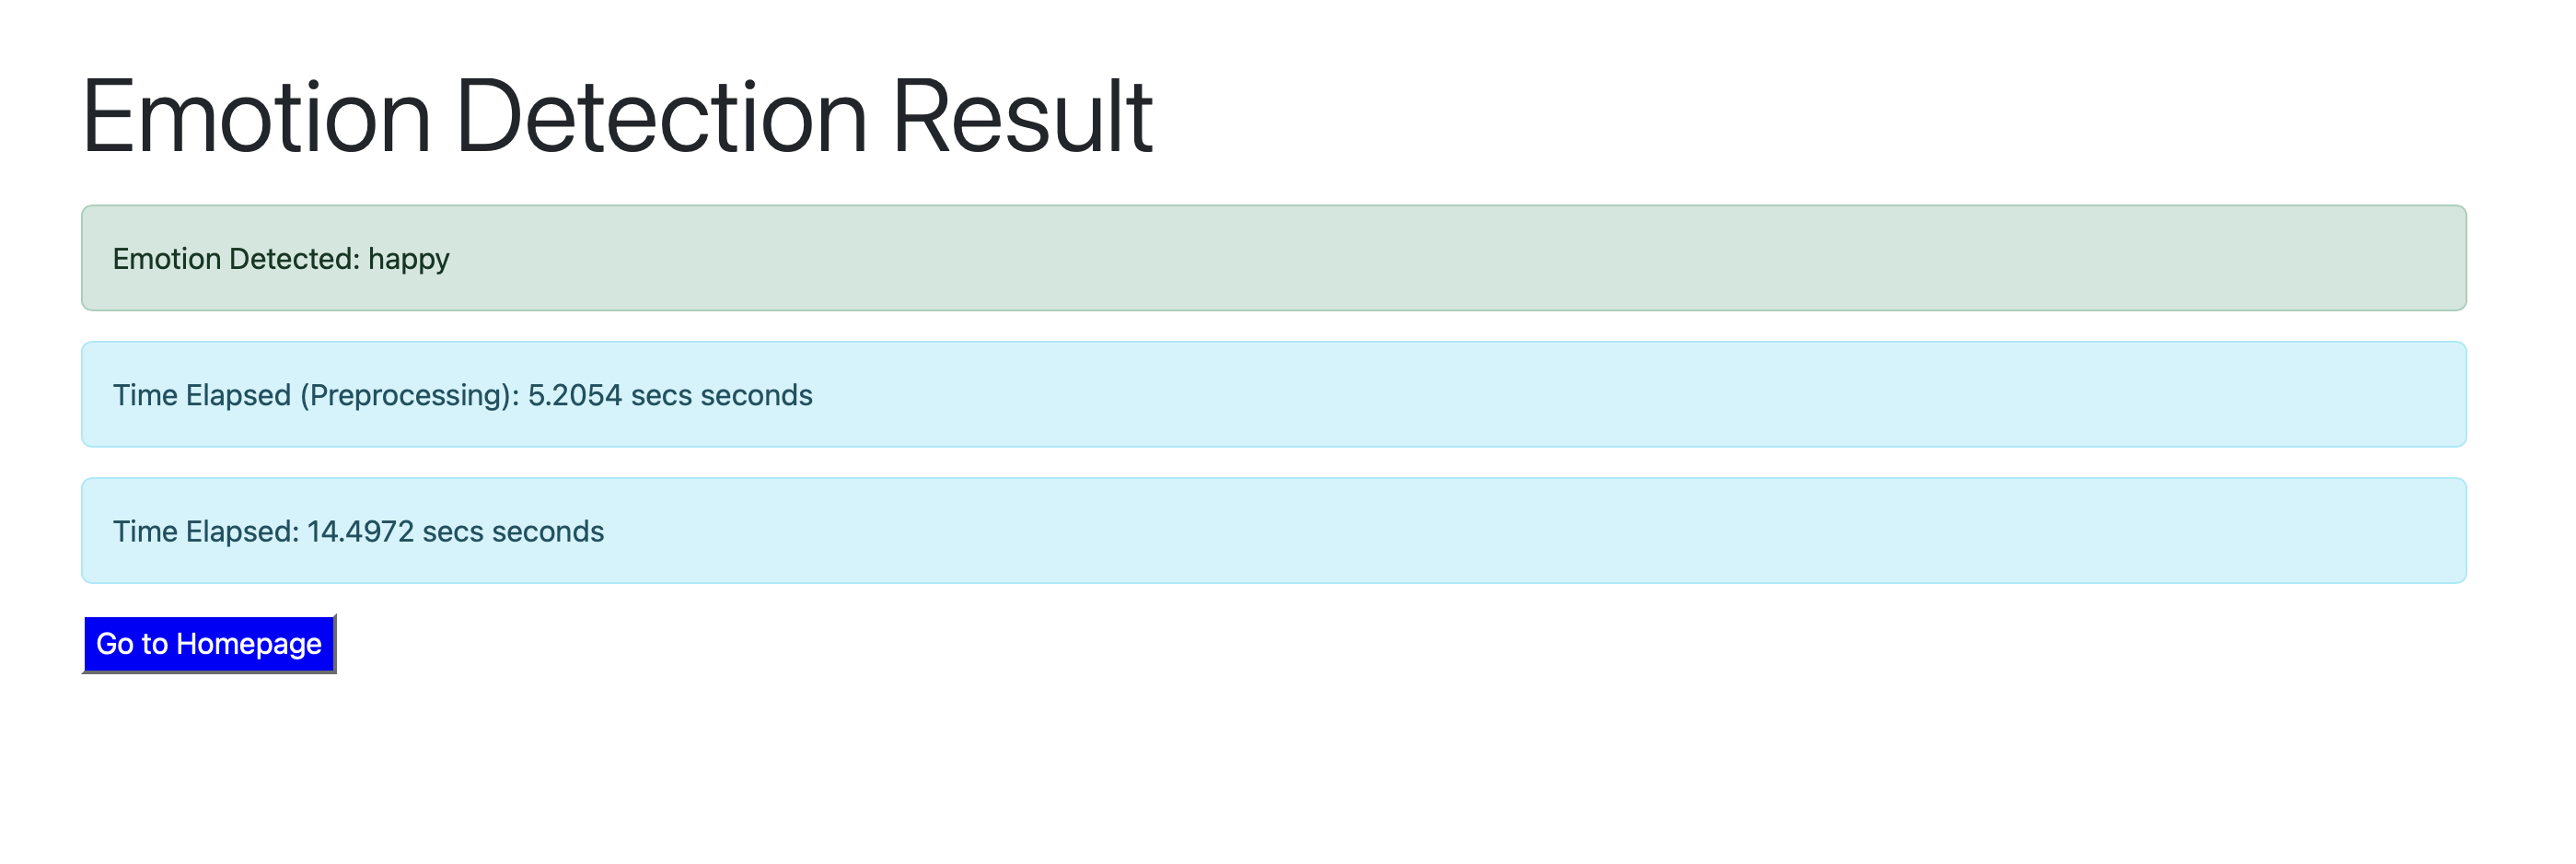 Emotion Detection Result
Emotion Detected: happy
Time Elapsed (Preprocessing): 5.2054 secs seconds
Time Elapsed: 14.4972 secs seconds
Go to Homepage